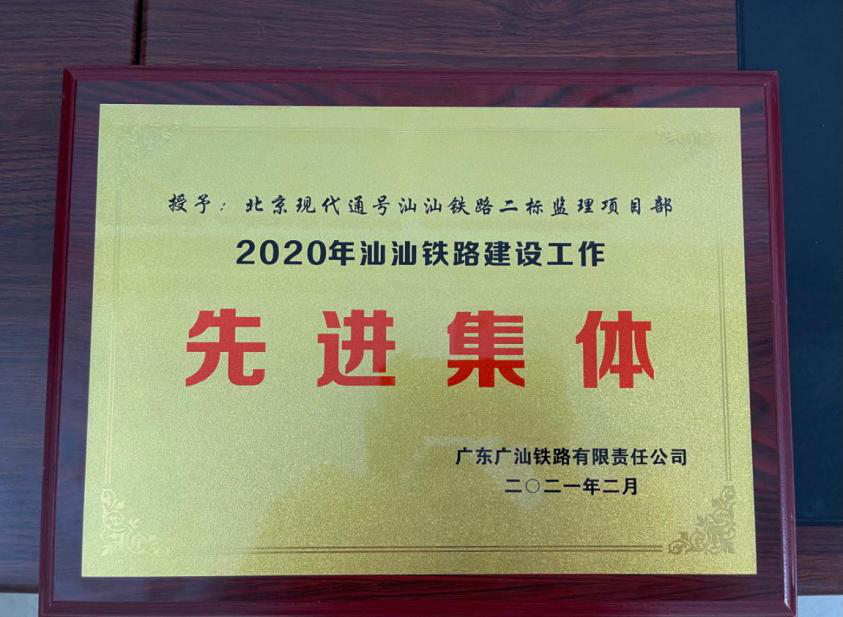 授予：北京现代通号汕汕铁路二标监理项目部
2020年汕汕铁路建设工作
先进集体
广东广汕铁路有限责任公司
二〇二一年二月